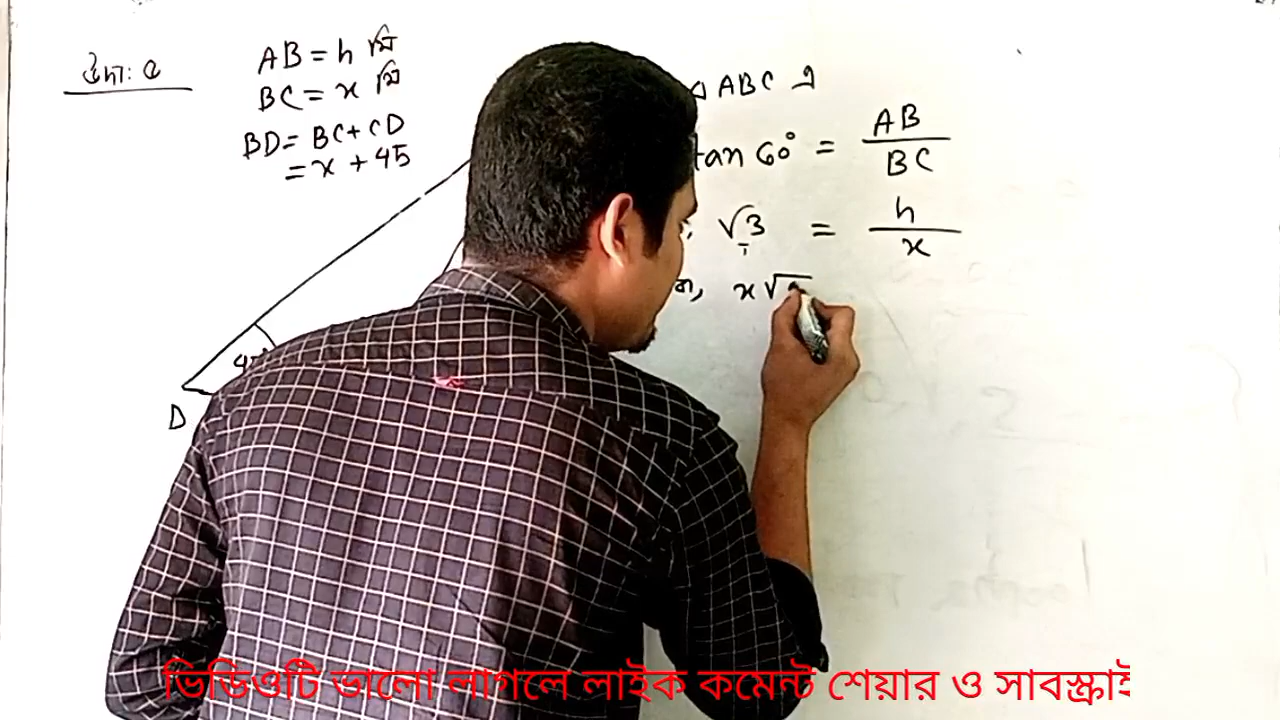 উদা: ৫
AB = h মি
BC = x মি
BD = BC + CD
= x + 45
D
ABC এ
tan 60° = AB / BC
√3 = h / x
x√
ভিডিওটি ভালো লাগলে লাইক কমেন্ট শেয়ার ও সাবস্ক্রাই